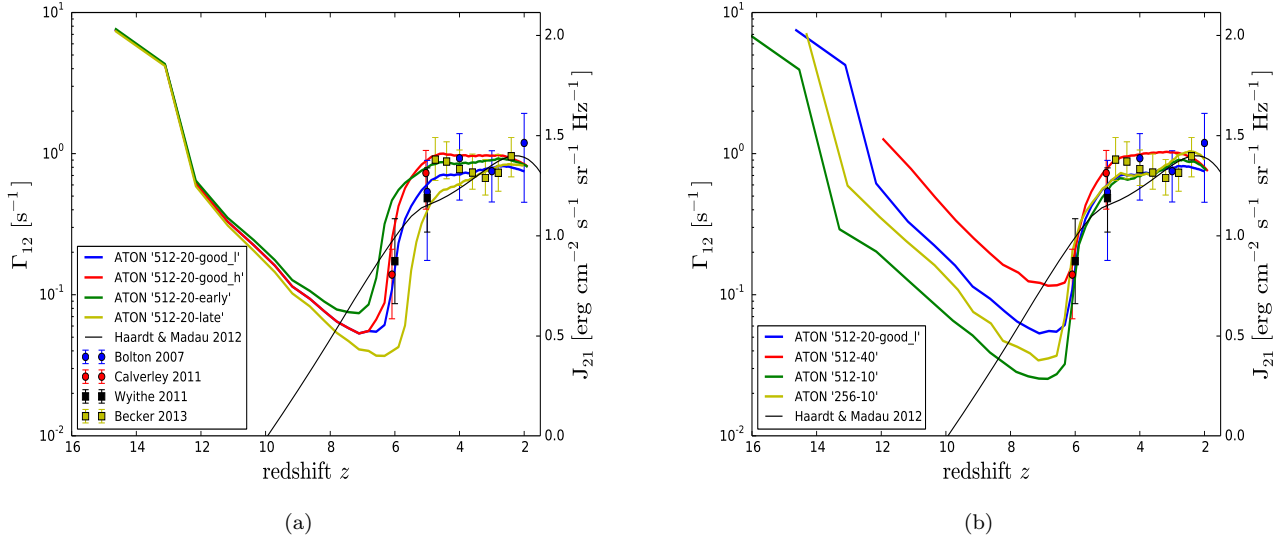 10^1
10^0
10^-1
10^-2
Γ_12 [s^-1]
16 14 12 10 8 6 4 2
redshift z
2.0
1.5
1.0
0.5
0.0
J_21 [erg cm^-2 s^-1 sr^-1 Hz^-1]
ATON '512-20-good_l'
ATON '512-20-good_h'
ATON '512-20-early'
ATON '512-20-late'
Haardt & Madau 2012
Bolton 2007
Calverley 2011
Wyithe 2011
Becker 2013
(a)
10^1
10^0
10^-1
10^-2
Γ_12 [s^-1]
16 14 12 10 8 6 4 2
redshift z
2.0
1.5
1.0
0.5
0.0
J_21 [erg cm^-2 s^-1 sr^-1 Hz^-1]
ATON '512-20-good_l'
ATON '512-40'
ATON '512-10'
ATON '256-10'
Haardt & Madau 2012
(b)